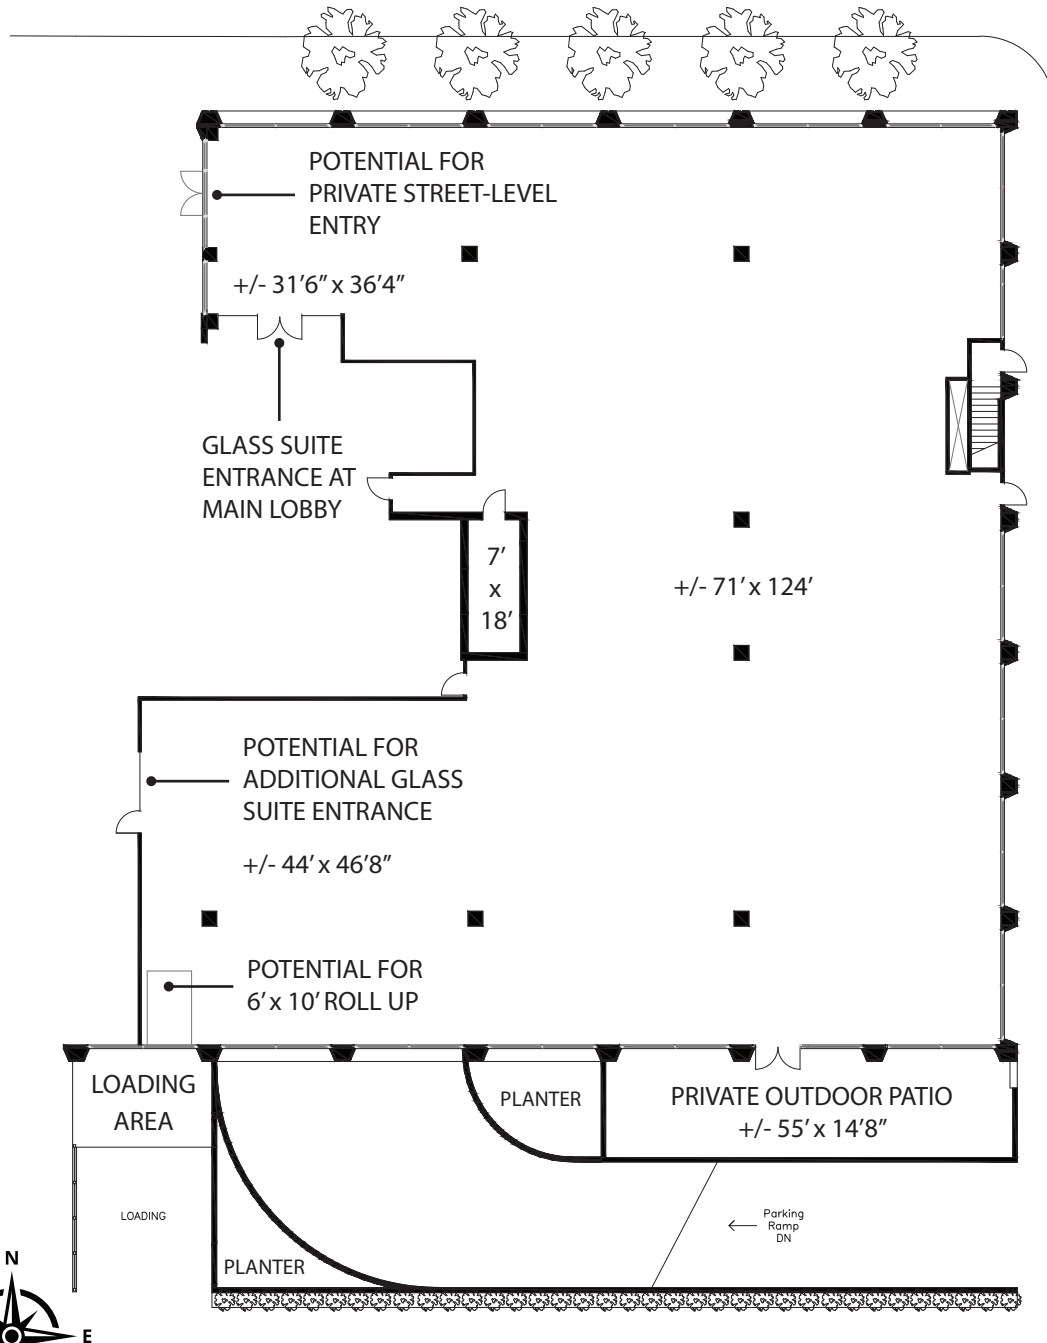 POTENTIAL FOR
PRIVATE STREET-LEVEL
ENTRY
+/- 31’6” x 36’4”
GLASS SUITE
ENTRANCE AT
MAIN LOBBY
7’
x
18’
+/- 71’ x 124’
POTENTIAL FOR
ADDITIONAL GLASS
SUITE ENTRANCE
+/- 44’ x 46’8”
POTENTIAL FOR
6’ x 10’ ROLL UP
LOADING
AREA
PLANTER
PRIVATE OUTDOOR PATIO
+/- 55’ x 14’8”
LOADING
Parking
Ramp
DN
PLANTER
N
E